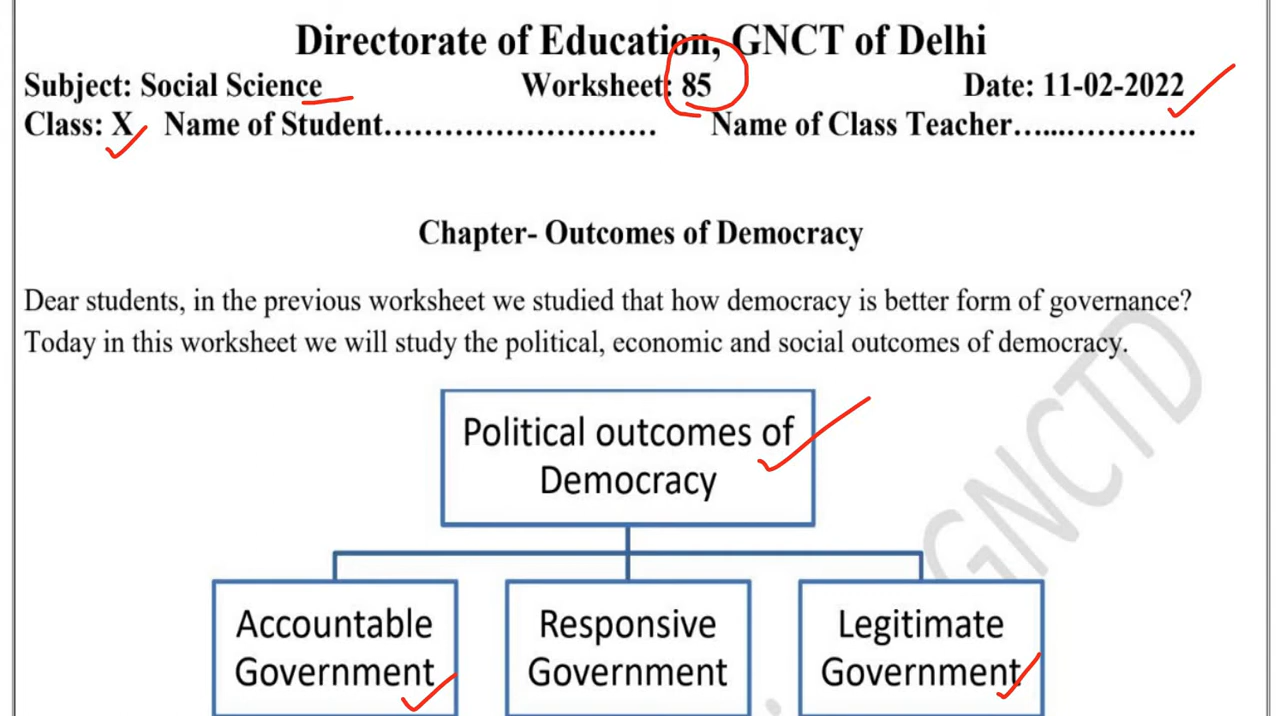 Directorate of Education, GNCT of Delhi
Subject: Social Science Worksheet: 85 Date: 11-02-2022
Class: X Name of Student........................... Name of Class Teacher..................
Chapter- Outcomes of Democracy
Dear students, in the previous worksheet we studied that how democracy is better form of governance?
Today in this worksheet we will study the political, economic and social outcomes of democracy.
Political outcomes of
Democracy
Accountable
Government
Responsive
Government
Legitimate
Government
GNCTD